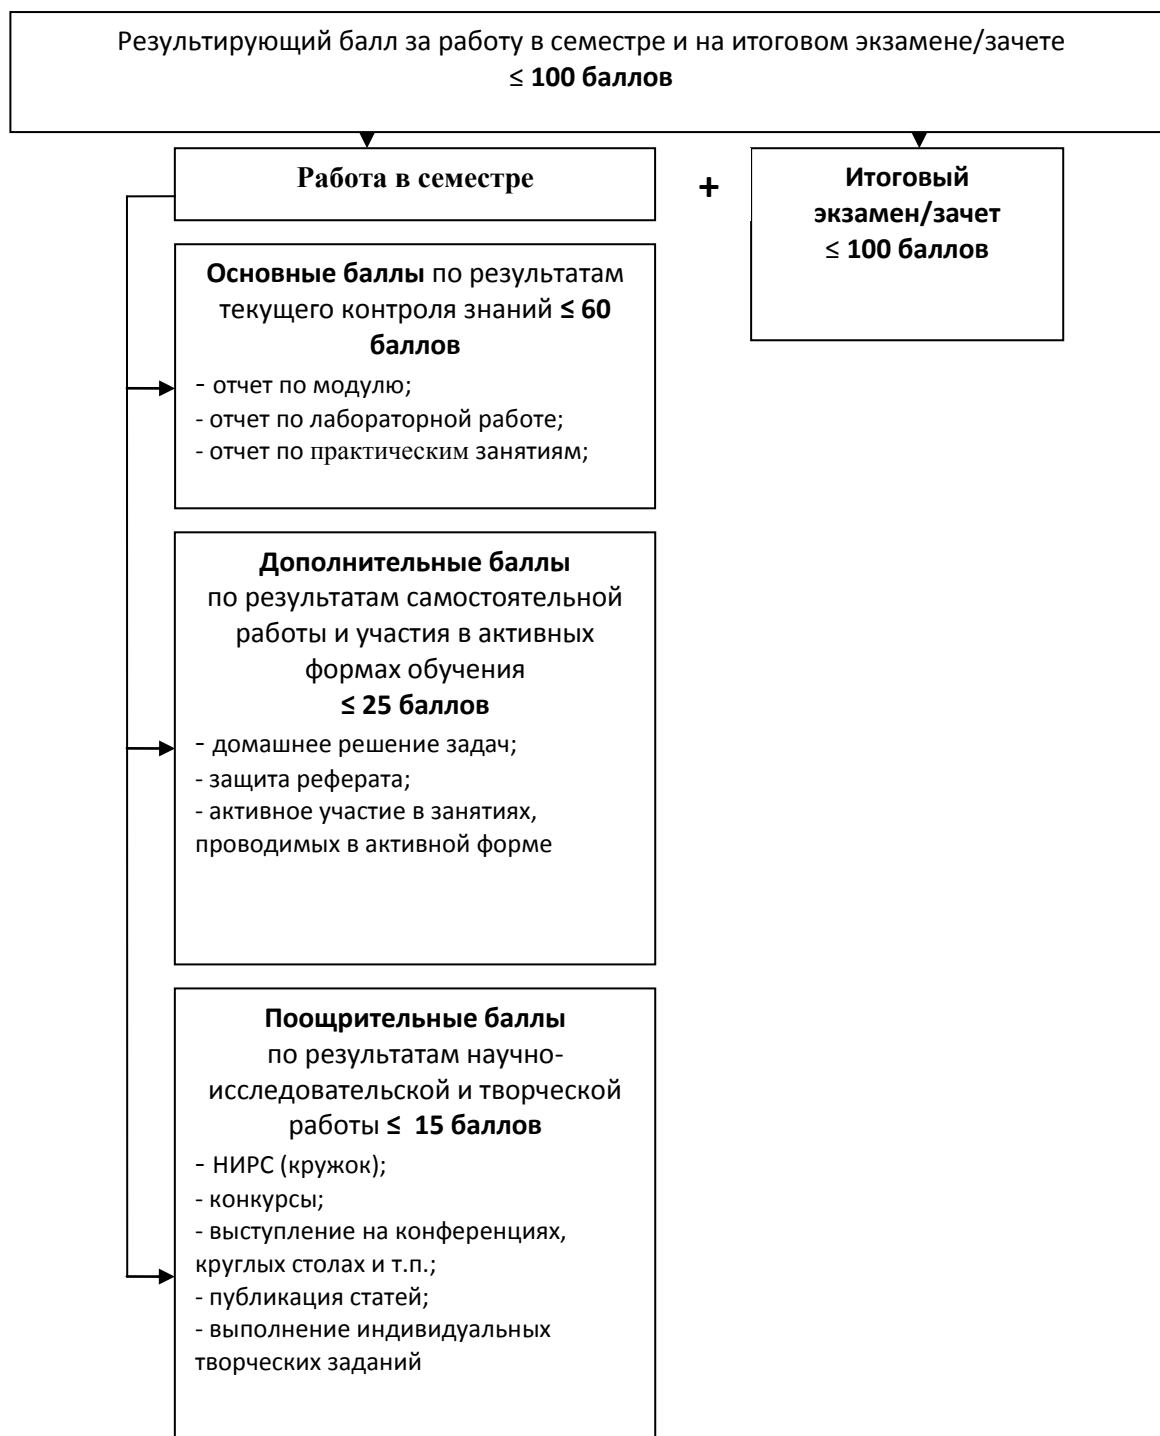 Результирующий балл за работу в семестре и на итоговом экзамене/зачете
≤ 100 баллов
Работа в семестре
+
Итоговый
экзамен/зачет
≤ 100 баллов
Основные баллы по результатам
текущего контроля знаний ≤ 60
баллов
- отчет по модулю;
- отчет по лабораторной работе;
- отчет по практическим занятиям;
Дополнительные баллы
по результатам самостоятельной
работы и участия в активных
формах обучения
≤ 25 баллов
- домашнее решение задач;
- защита реферата;
- активное участие в занятиях,
проводимых в активной форме
Поощрительные баллы
по результатам научно-
исследовательской и творческой
работы ≤ 15 баллов
- НИРС (кружок);
- конкурсы;
- выступление на конференциях,
круглых столах и т.п.;
- публикация статей;
- выполнение индивидуальных
творческих заданий